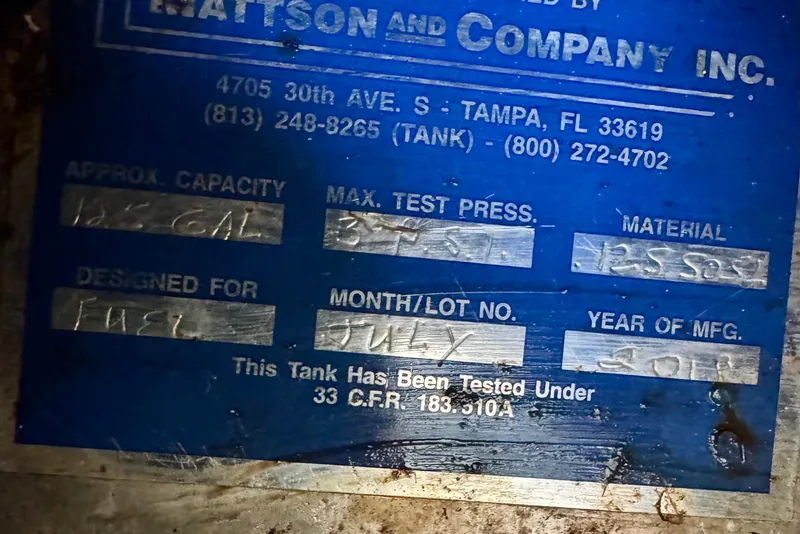 BY
MATTSON AND COMPANY INC.
4705 30th AVE. S - TAMPA, FL 33619
(813) 248-8265 (TANK) - (800) 272-4702
APPROX. CAPACITY MAX. TEST PRESS. MATERIAL
125 GAL
DESIGNED FOR MONTH/LOT NO. YEAR OF MFG.
FUEL JULY
This Tank Has Been Tested Under
33 C.F.R. 183.510A